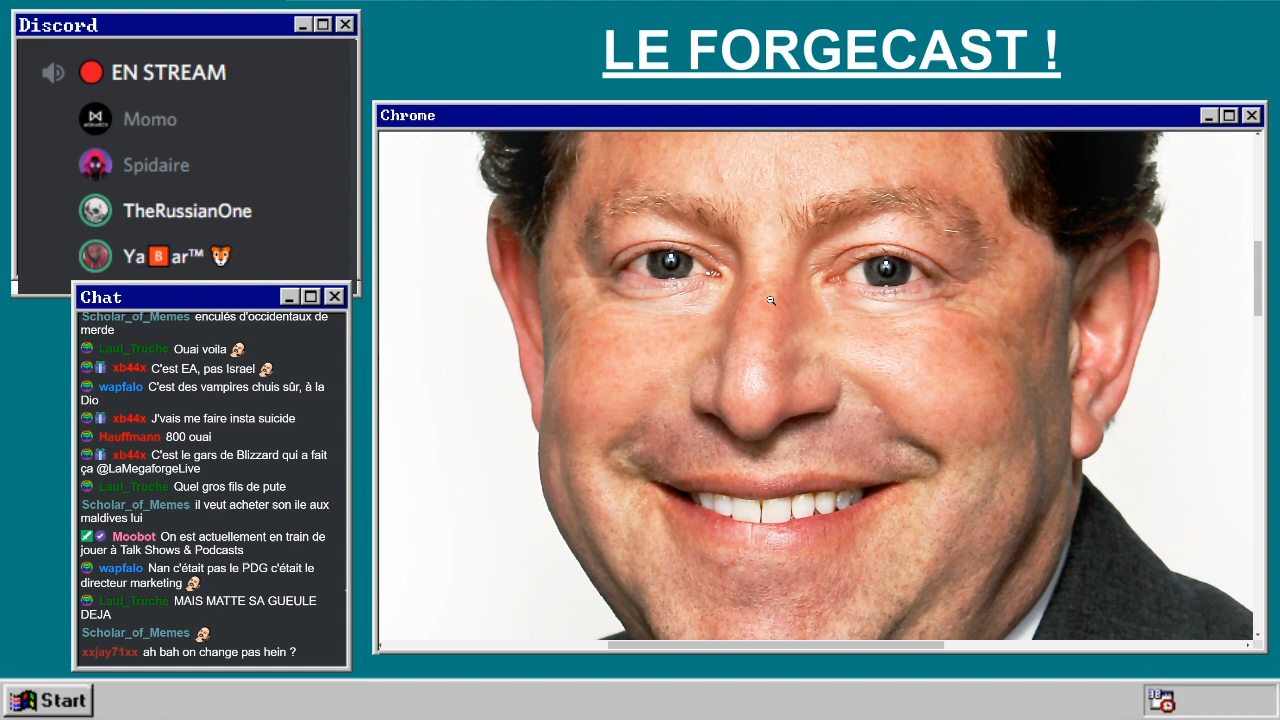 Discord
EN STREAM
Momo
Spidaire
TheRussianOne
Ya🅱ar™ 🐯
LE FORGECAST !
Chrome
Chat
Scholar_of_Memes enculés d'occidentaux de
merde
Laul_Truche Ouai voila
xb44x C'est EA, pas Israel
wapfalo C'est des vampires chuis sûr, à la
Dio
xb44x J'vais me faire insta suicide
Hauffmann 800 ouai
xb44x C'est le gars de Blizzard qui a fait
ça @LaMegaforgeLive
Laul_Truche Quel gros fils de pute
Scholar_of_Memes il veut acheter son ile aux
maldives lui
Moobot On est actuellement en train de
jouer à Talk Shows & Podcasts
wapfalo Nan c'était pas le PDG c'était le
directeur marketing
Laul_Truche MAIS MATTE SA GUEULE
DEJA
Scholar_of_Memes
xxjay71xx ah bah on change pas hein ?
Start